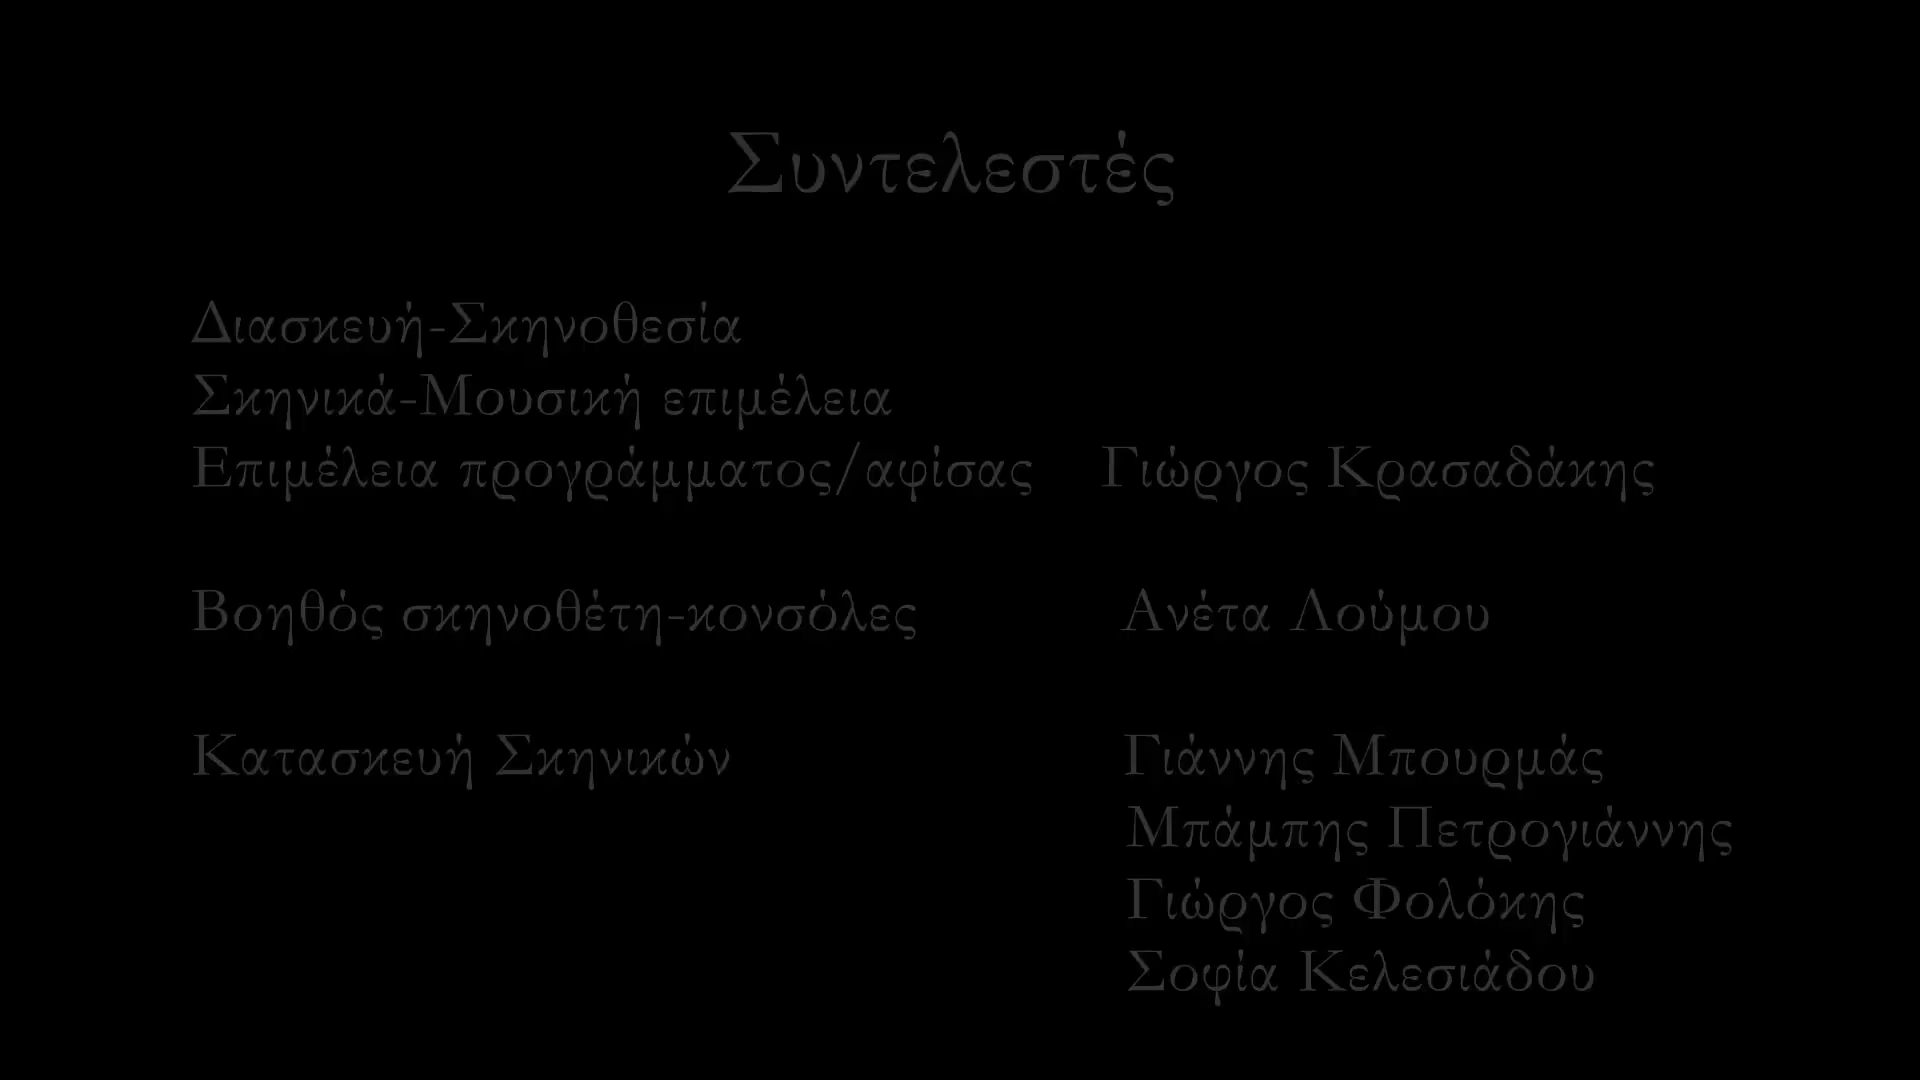 Συντελεστές
Διασκευή-Σκηνοθεσία
Σκηνικά-Μουσική επιμέλεια
Επιμέλεια προγράμματος/αφίσας Γιώργος Κρασαδάκης
Βοηθός σκηνοθέτη-κονσόλες Ανέτα Λούμου
Κατασκευή Σκηνικών Γιάννης Μπουρμάς
Μπάμπης Πετρογιάννης
Γιώργος Φολόκης
Σοφία Κελεσιάδου